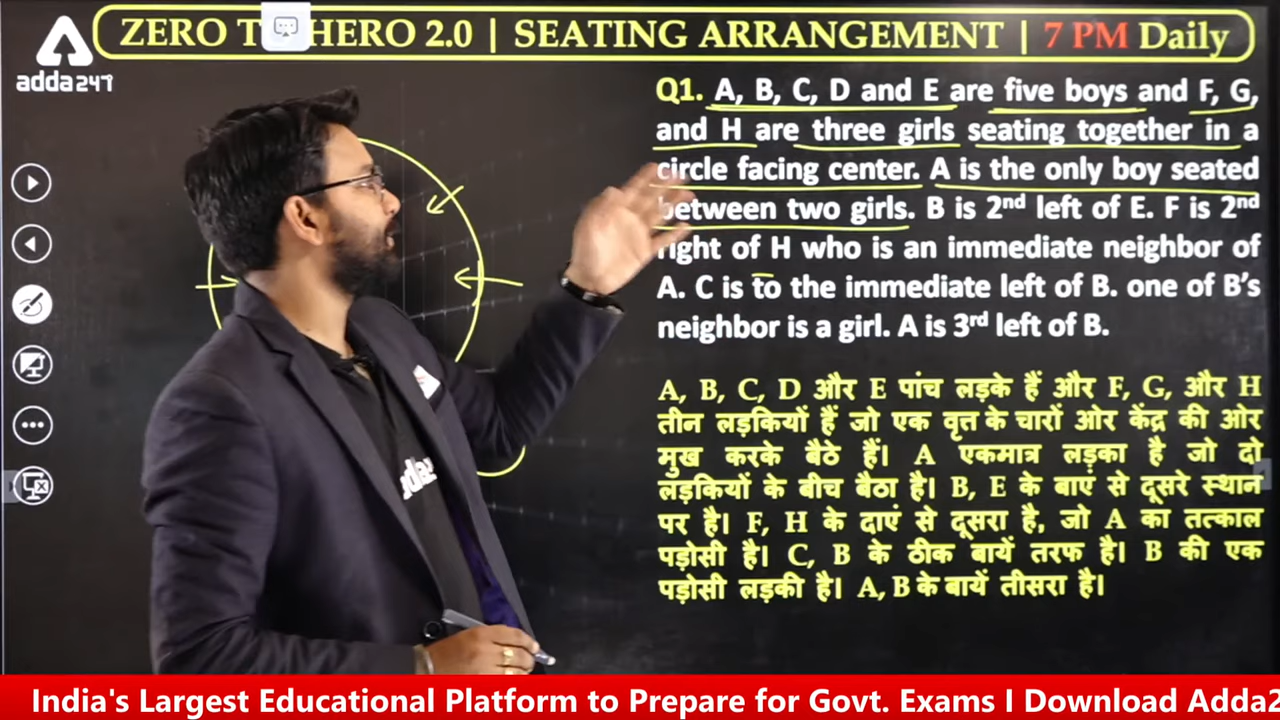 ZERO T HERO 2.0 | SEATING ARRANGEMENT | 7 PM Daily
adda247
Q1. A, B, C, D and E are five boys and F, G,
and H are three girls seating together in a
circle facing center. A is the only boy seated
between two girls. B is 2nd left of E. F is 2nd
right of H who is an immediate neighbor of
A. C is to the immediate left of B. one of B's
neighbor is a girl. A is 3rd left of B.
A, B, C, D और E पांच लड़के हैं और F, G, और H
तीन लड़कियों हैं जो एक वृत्त के चारों ओर केंद्र की ओर
मुख करके बैठे हैं। A एकमात्र लड़का है जो दो
लड़कियों के बीच बैठा है। B, E के बाएं से दूसरे स्थान
पर है। F, H के दाएं से दूसरा है, जो A का तत्काल
पड़ोसी है। C, B के ठीक बायें तरफ है। B की एक
पड़ोसी लड़की है। A, B के बायें तीसरा है।
India's Largest Educational Platform to Prepare for Govt. Exams I Download Adda2